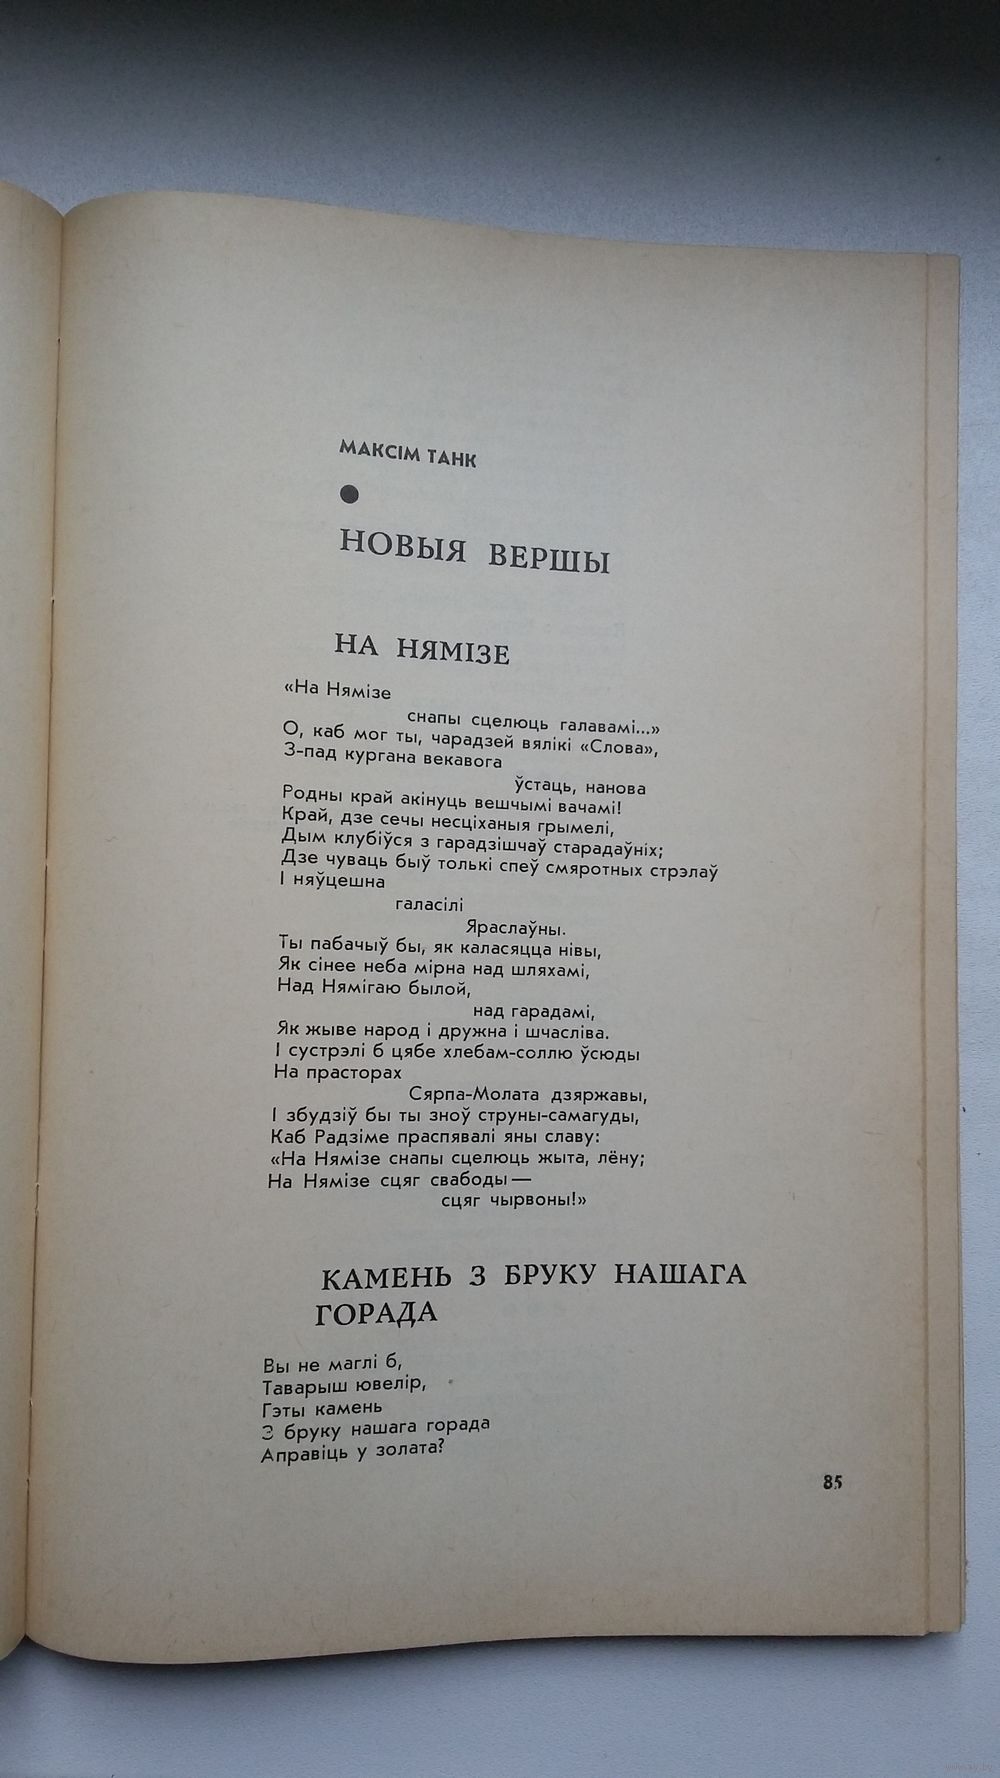 МАКСІМ ТАНК
●
НОВЫЯ ВЕРШЫ
НА НЯМІЗЕ
«На Нямізе
снапы сцелюць галавамі...»
О, каб мог ты, чарадзей вялікі «Слова»,
З-пад кургана векавога
ўстаць, нанова
Родны край акінуць вешчымі вачамі!
Край, дзе сечы несціханыя грымелі,
Дым клубіўся з гарадзішчаў старадаўніх;
Дзе чуваць быў толькі спеў смяротных стрэлаў
І няўцешна
галасілі
Яраслаўны.
Ты пабачыў бы, як каласяцца нівы,
Як сінее неба мірна над шляхамі,
Над Нямігаю былой,
над гарадамі,
Як жыве народ і дружна і шчасліва.
І сустрэлі б цябе хлебам-соллю ўсюды
На прасторах
Сярпа-Молата дзяржавы,
І збудзіў бы ты зноў струны-самагуды,
Каб Радзіме праспявалі яны славу:
«На Нямізе снапы сцелюць жыта, лёну;
На Нямізе сцяг свабоды —
сцяг чырвоны!»
КАМЕНЬ З БРУКУ НАШАГА
ГОРАДА
Вы не маглі б,
Таварыш ювелір,
Гэты камень
З бруку нашага горада
Аправіць у золата?
85